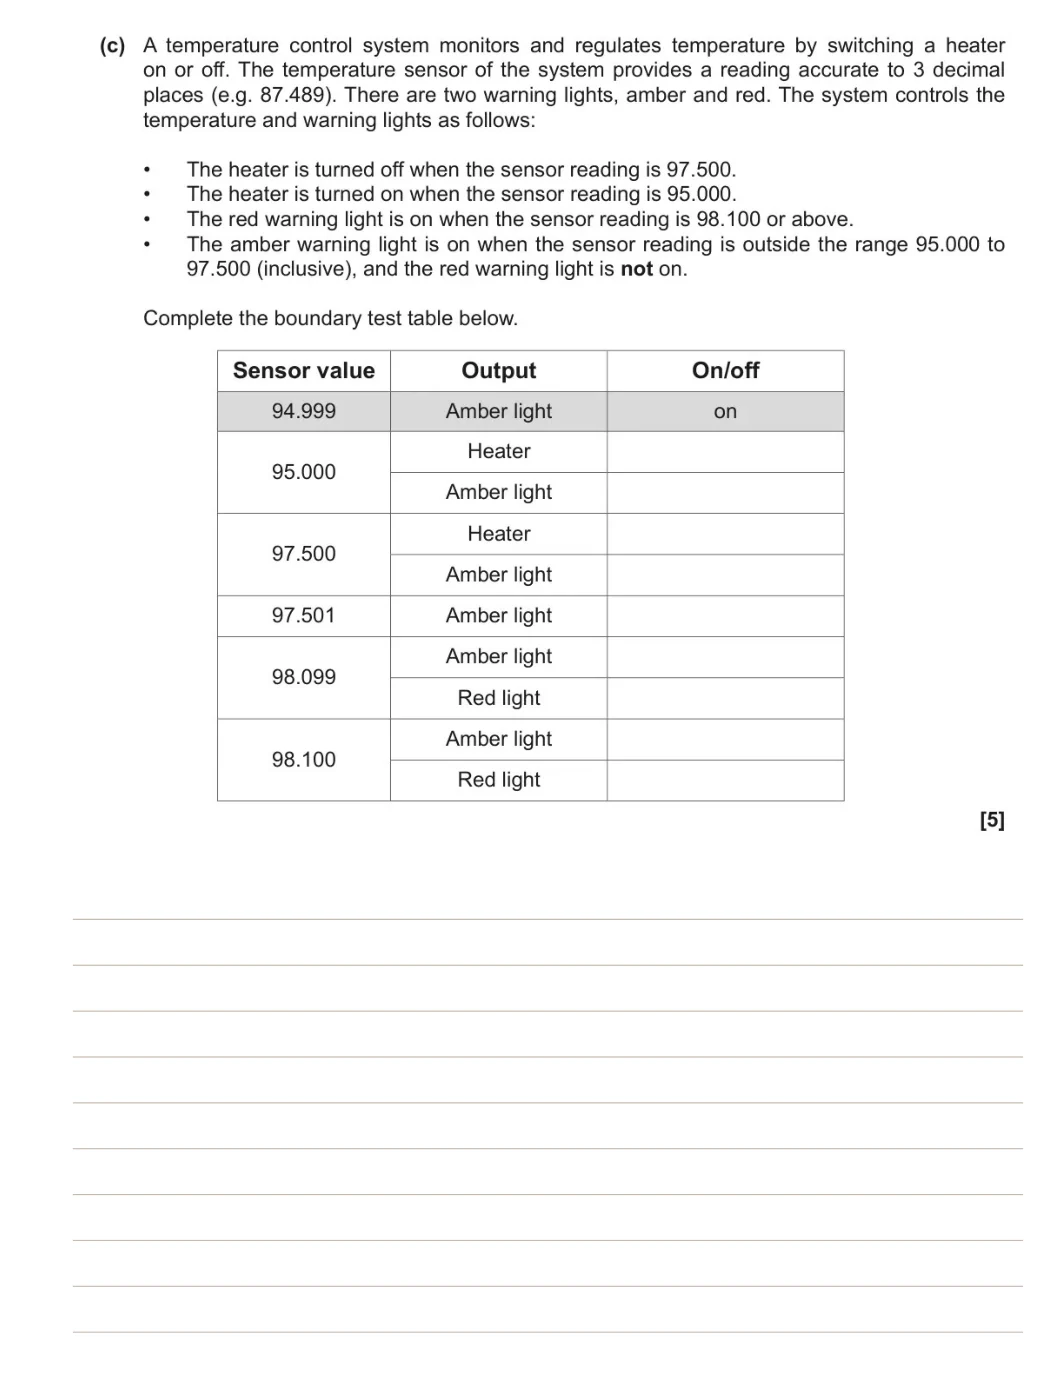 (c) A temperature control system monitors and regulates temperature by switching a heater
on or off. The temperature sensor of the system provides a reading accurate to 3 decimal
places (e.g. 87.489). There are two warning lights, amber and red. The system controls the
temperature and warning lights as follows:
• The heater is turned off when the sensor reading is 97.500.
• The heater is turned on when the sensor reading is 95.000.
• The red warning light is on when the sensor reading is 98.100 or above.
• The amber warning light is on when the sensor reading is outside the range 95.000 to
97.500 (inclusive), and the red warning light is not on.
Complete the boundary test table below.
Sensor value Output On/off
94.999 Amber light on
95.000
Heater
Amber light
97.500
Heater
Amber light
97.501 Amber light
98.099
Amber light
Red light
98.100
Amber light
Red light
[5]